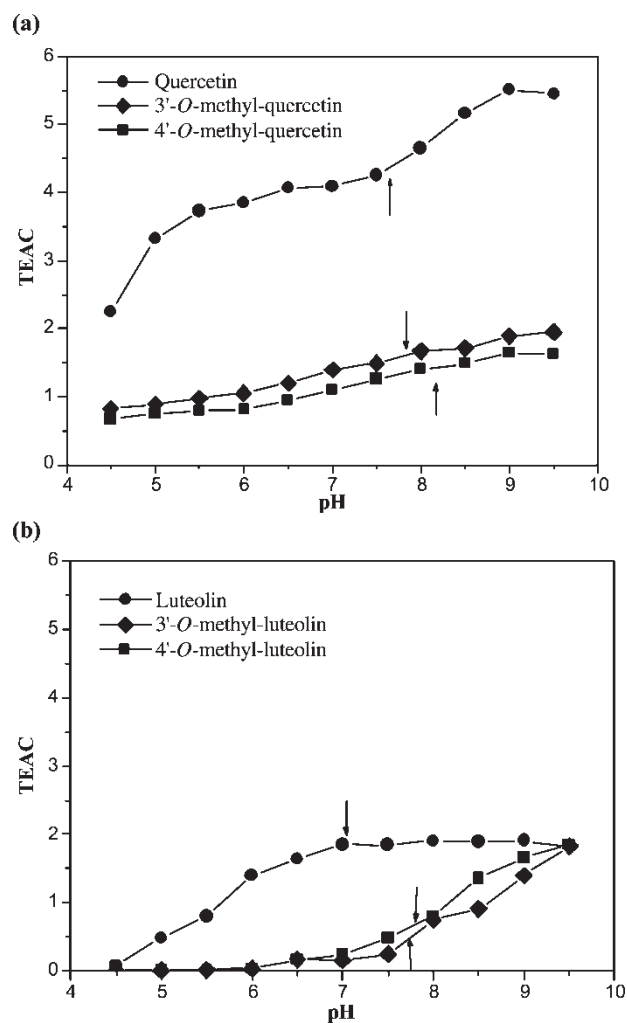 (a)
6
Quercetin
3'-O-methyl-quercetin
4'-O-methyl-quercetin
5
4
3
2
1
0
TEAC
4 5 6 7 8 9 10
pH
(b)
6
Luteolin
3'-O-methyl-luteolin
4'-O-methyl-luteolin
5
4
3
2
1
0
TEAC
4 5 6 7 8 9 10
pH